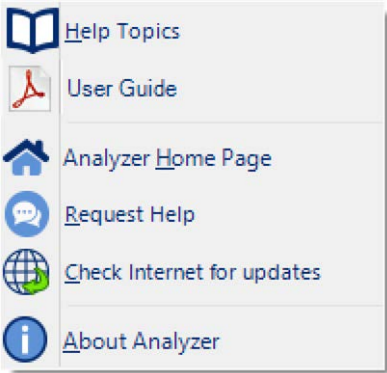 Help Topics
User Guide
Analyzer Home Page
Request Help
Check Internet for updates
About Analyzer